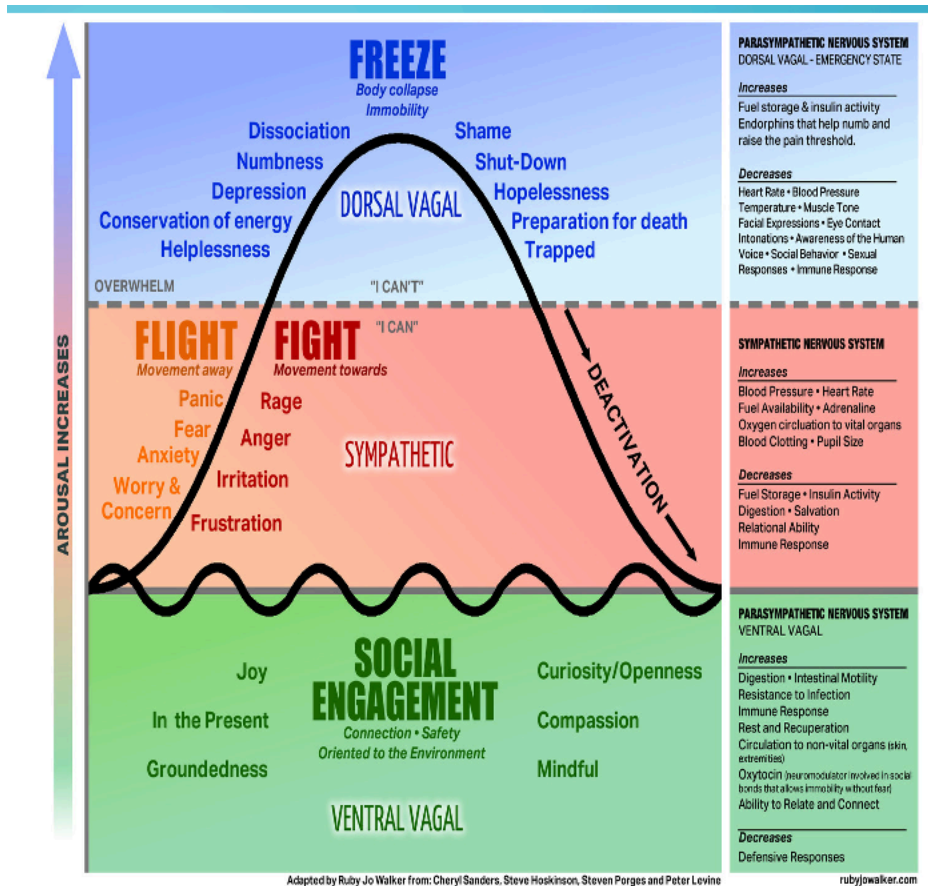 FREEZE
Body collapse
Immobility
Dissociation
Numbness
Depression
Conservation of energy
Helplessness
DORSAL VAGAL
Shame
Shut-Down
Hopelessness
Preparation for death
Trapped
OVERWHELM
"I CAN'T"
"I CAN"
AROUSAL INCREASES
FLIGHT
Movement away
Panic
Fear
Anxiety
Worry &
Concern
FIGHT
Movement towards
Rage
Anger
Irritation
Frustration
SYMPATHETIC
DEACTIVATION
SOCIAL
ENGAGEMENT
Connection • Safety
Oriented to the Environment
Joy
In the Present
Groundedness
Curiosity/Openness
Compassion
Mindful
VENTRAL VAGAL
PARASYMPATHETIC NERVOUS SYSTEM
DORSAL VAGAL - EMERGENCY STATE
Increases
Fuel storage & insulin activity
Endorphins that help numb and
raise the pain threshold.
Decreases
Heart Rate • Blood Pressure
Temperature • Muscle Tone
Facial Expressions • Eye Contact
Intonations • Awareness of the Human
Voice • Social Behavior • Sexual
Responses • Immune Response
SYMPATHETIC NERVOUS SYSTEM
Increases
Blood Pressure • Heart Rate
Fuel Availability • Adrenaline
Oxygen circluation to vital organs
Blood Clotting • Pupil Size
Decreases
Fuel Storage • Insulin Activity
Digestion • Salvation
Relational Ability
Immune Response
PARASYMPATHETIC NERVOUS SYSTEM
VENTRAL VAGAL
Increases
Digestion • Intestinal Motility
Resistance to Infection
Immune Response
Rest and Recuperation
Circulation to non-vital organs (skin,
extremities)
Oxytocin (neuromodulator involved in social
bonds that allows immobility without fear)
Ability to Relate and Connect
Decreases
Defensive Responses
Adapted by Ruby Jo Walker from: Cheryl Sanders, Steve Hoskinson, Steven Porges and Peter Levine
rubyjowalker.com